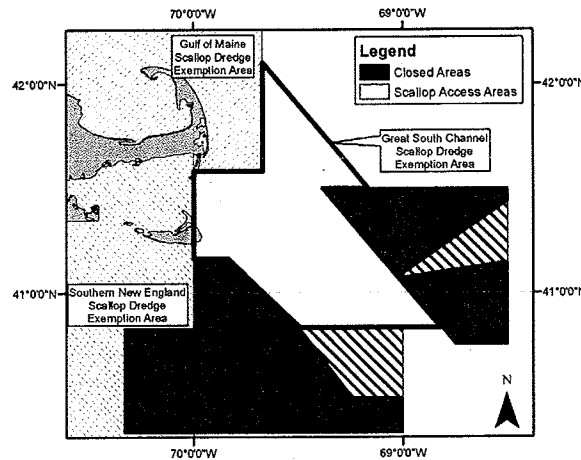 70°0'0"W
69°0'0"W
Gulf of Maine
Scallop Dredge
Exemption Area
Legend
Closed Areas
Scallop Access Areas
42°0'0"N
42°0'0"N
Great South Channel
Scallop Dredge
Exemption Area
41°0'0"N
41°0'0"N
Southern New England
Scallop Dredge
Exemption Area
N
70°0'0"W
69°0'0"W